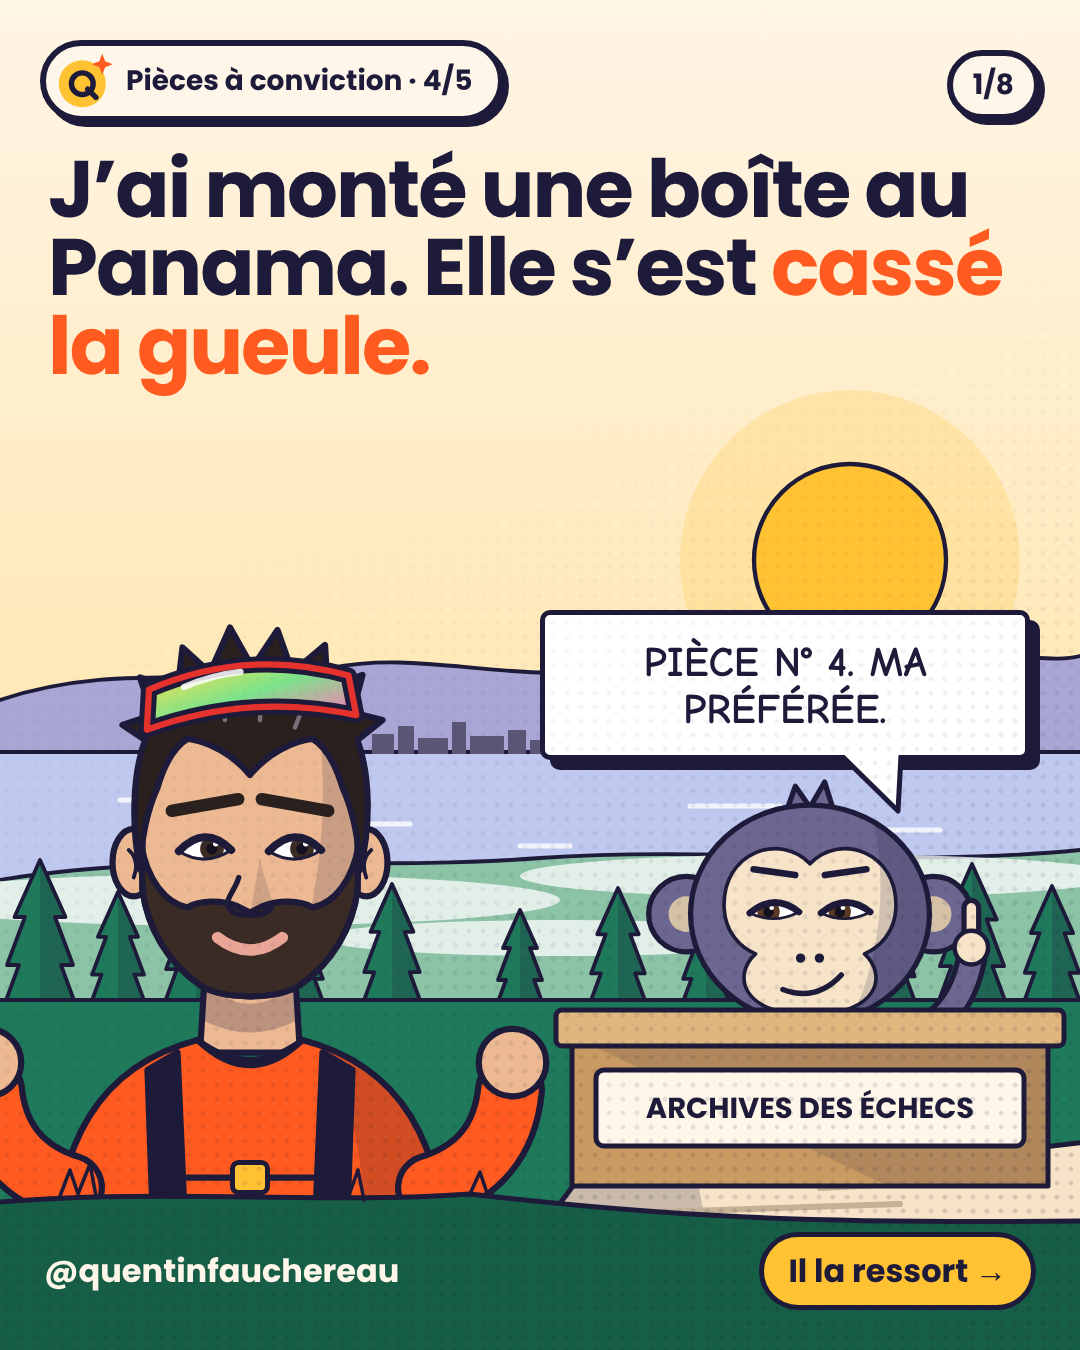 Q
Pièces à conviction · 4/5
1/8
J’ai monté une boîte au
Panama. Elle s’est cassé
la gueule.
PIÈCE N° 4. MA
PRÉFÉRÉE.
ARCHIVES DES ÉCHECS
@quentinfauchereau
Il la ressort →